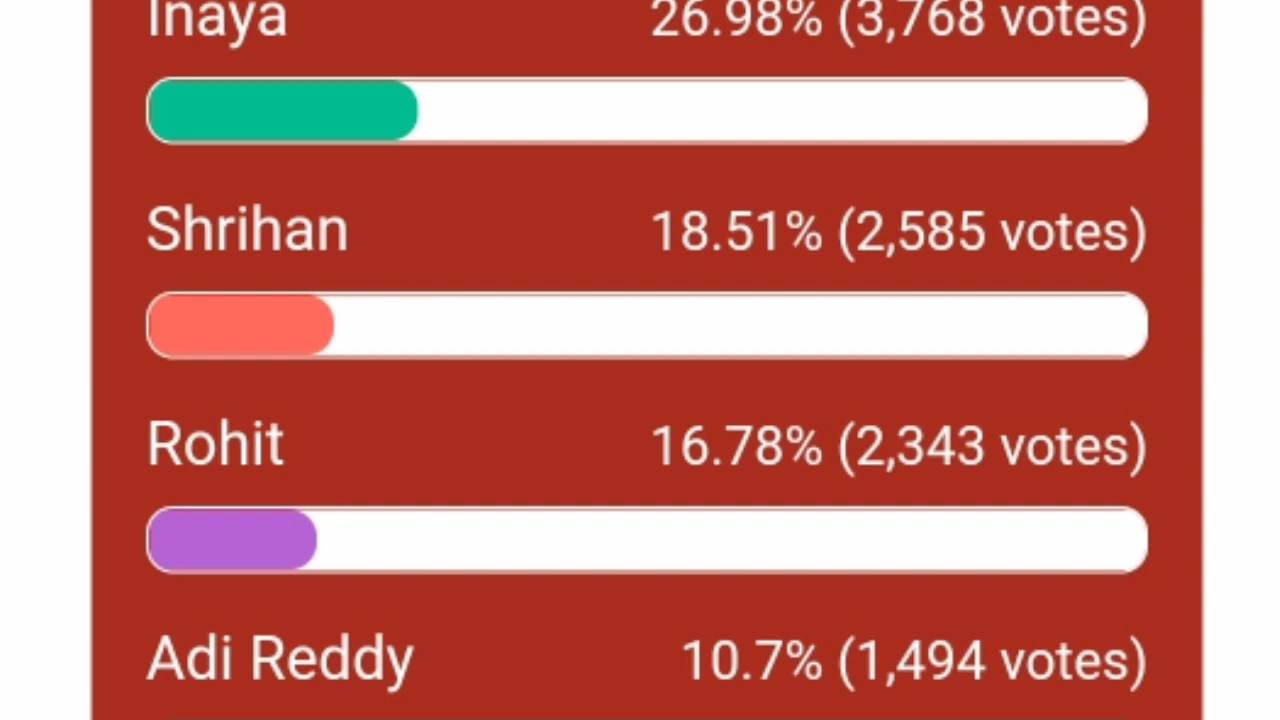 Inaya 26.98% (3,768 votes)
Shrihan 18.51% (2,585 votes)
Rohit 16.78% (2,343 votes)
Adi Reddy 10.7% (1,494 votes)